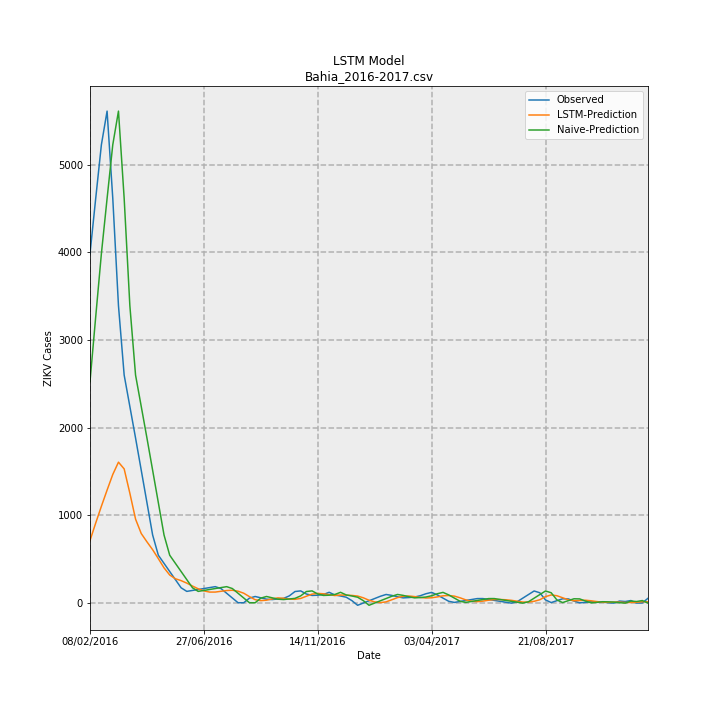 LSTM Model
Bahia_2016-2017.csv
Observed
LSTM-Prediction
Naive-Prediction
ZIKV Cases
5000
4000
3000
2000
1000
0
08/02/2016 27/06/2016 14/11/2016 03/04/2017 21/08/2017
Date